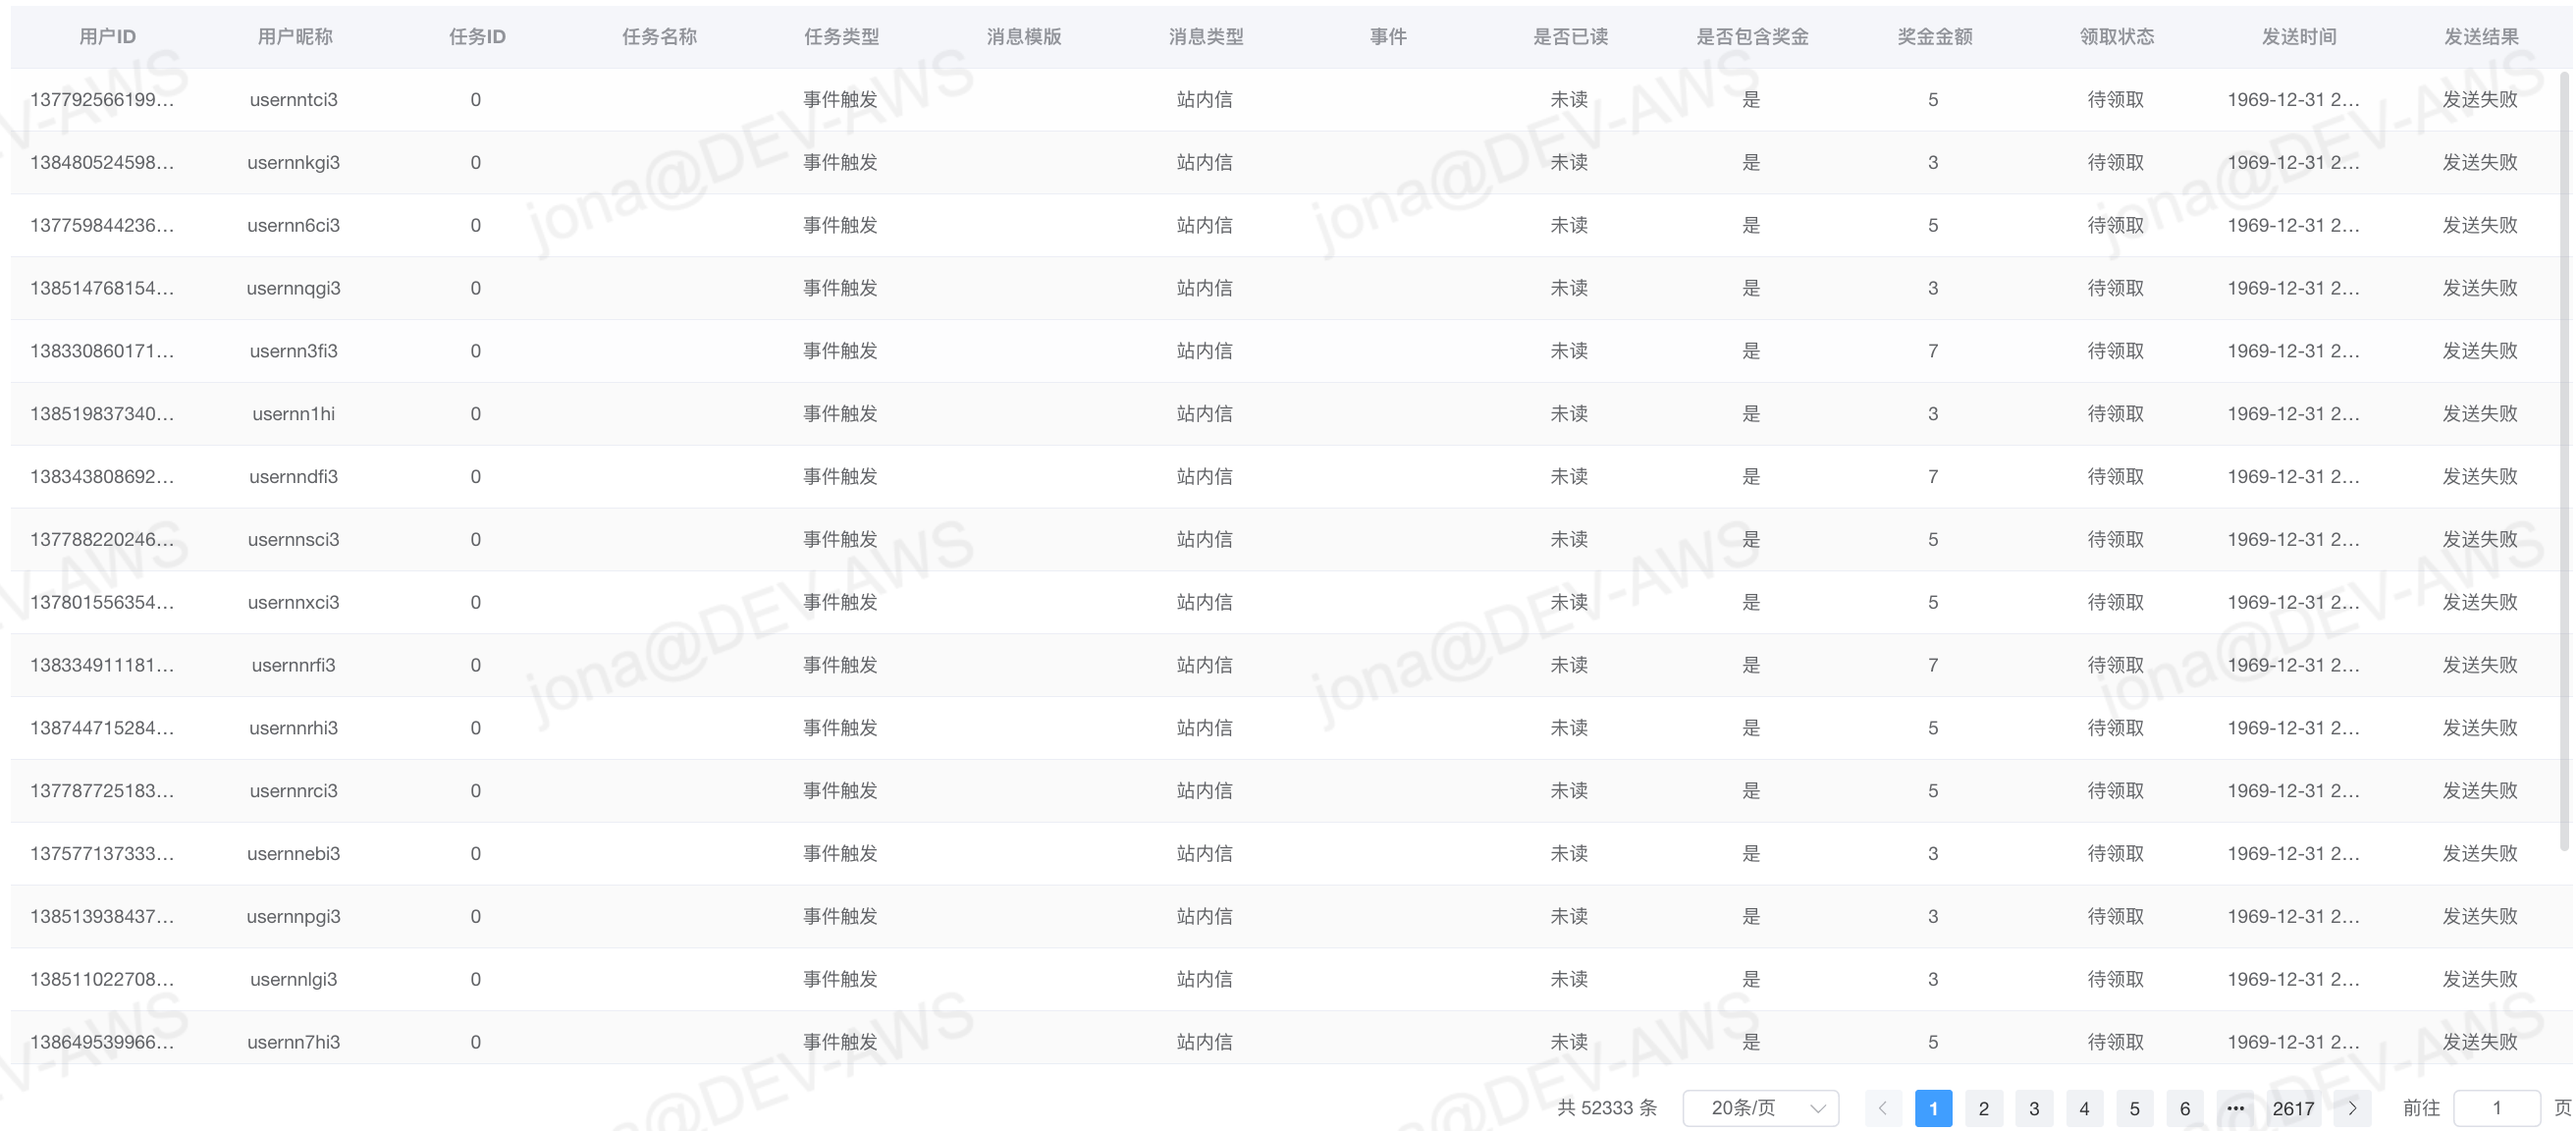 用户ID 用户昵称 任务ID 任务名称 任务类型 消息模版 消息类型 事件 是否已读 是否包含奖金 奖金金额 领取状态 发送时间 发送结果
137792566199... usernntci3 0 事件触发 站内信 未读 是 5 待领取 1969-12-31 2... 发送失败
138480524598... usernnkgi3 0 事件触发 站内信 未读 是 3 待领取 1969-12-31 2... 发送失败
137759844236... usernn6ci3 0 事件触发 站内信 未读 是 5 待领取 1969-12-31 2... 发送失败
138514768154... usernnqgi3 0 事件触发 站内信 未读 是 3 待领取 1969-12-31 2... 发送失败
138330860171... usernn3fi3 0 事件触发 站内信 未读 是 7 待领取 1969-12-31 2... 发送失败
138519837340... usernn1hi 0 事件触发 站内信 未读 是 3 待领取 1969-12-31 2... 发送失败
138343808692... usernndfi3 0 事件触发 站内信 未读 是 7 待领取 1969-12-31 2... 发送失败
137788220246... usernnsci3 0 事件触发 站内信 未读 是 5 待领取 1969-12-31 2... 发送失败
137801556354... usernnxci3 0 事件触发 站内信 未读 是 5 待领取 1969-12-31 2... 发送失败
138334911181... usernnrfi3 0 事件触发 站内信 未读 是 7 待领取 1969-12-31 2... 发送失败
138744715284... usernnrhi3 0 事件触发 站内信 未读 是 5 待领取 1969-12-31 2... 发送失败
137787725183... usernnrci3 0 事件触发 站内信 未读 是 5 待领取 1969-12-31 2... 发送失败
137577137333... usernnebi3 0 事件触发 站内信 未读 是 3 待领取 1969-12-31 2... 发送失败
138513938437... usernnpgi3 0 事件触发 站内信 未读 是 3 待领取 1969-12-31 2... 发送失败
138511022708... usernnlgi3 0 事件触发 站内信 未读 是 3 待领取 1969-12-31 2... 发送失败
138649539966... usernn7hi3 0 事件触发 站内信 未读 是 5 待领取 1969-12-31 2... 发送失败
共 52333 条 20条/页 1 2 3 4 5 6 ... 2617 前往 1 页
jona@DEV-AWS